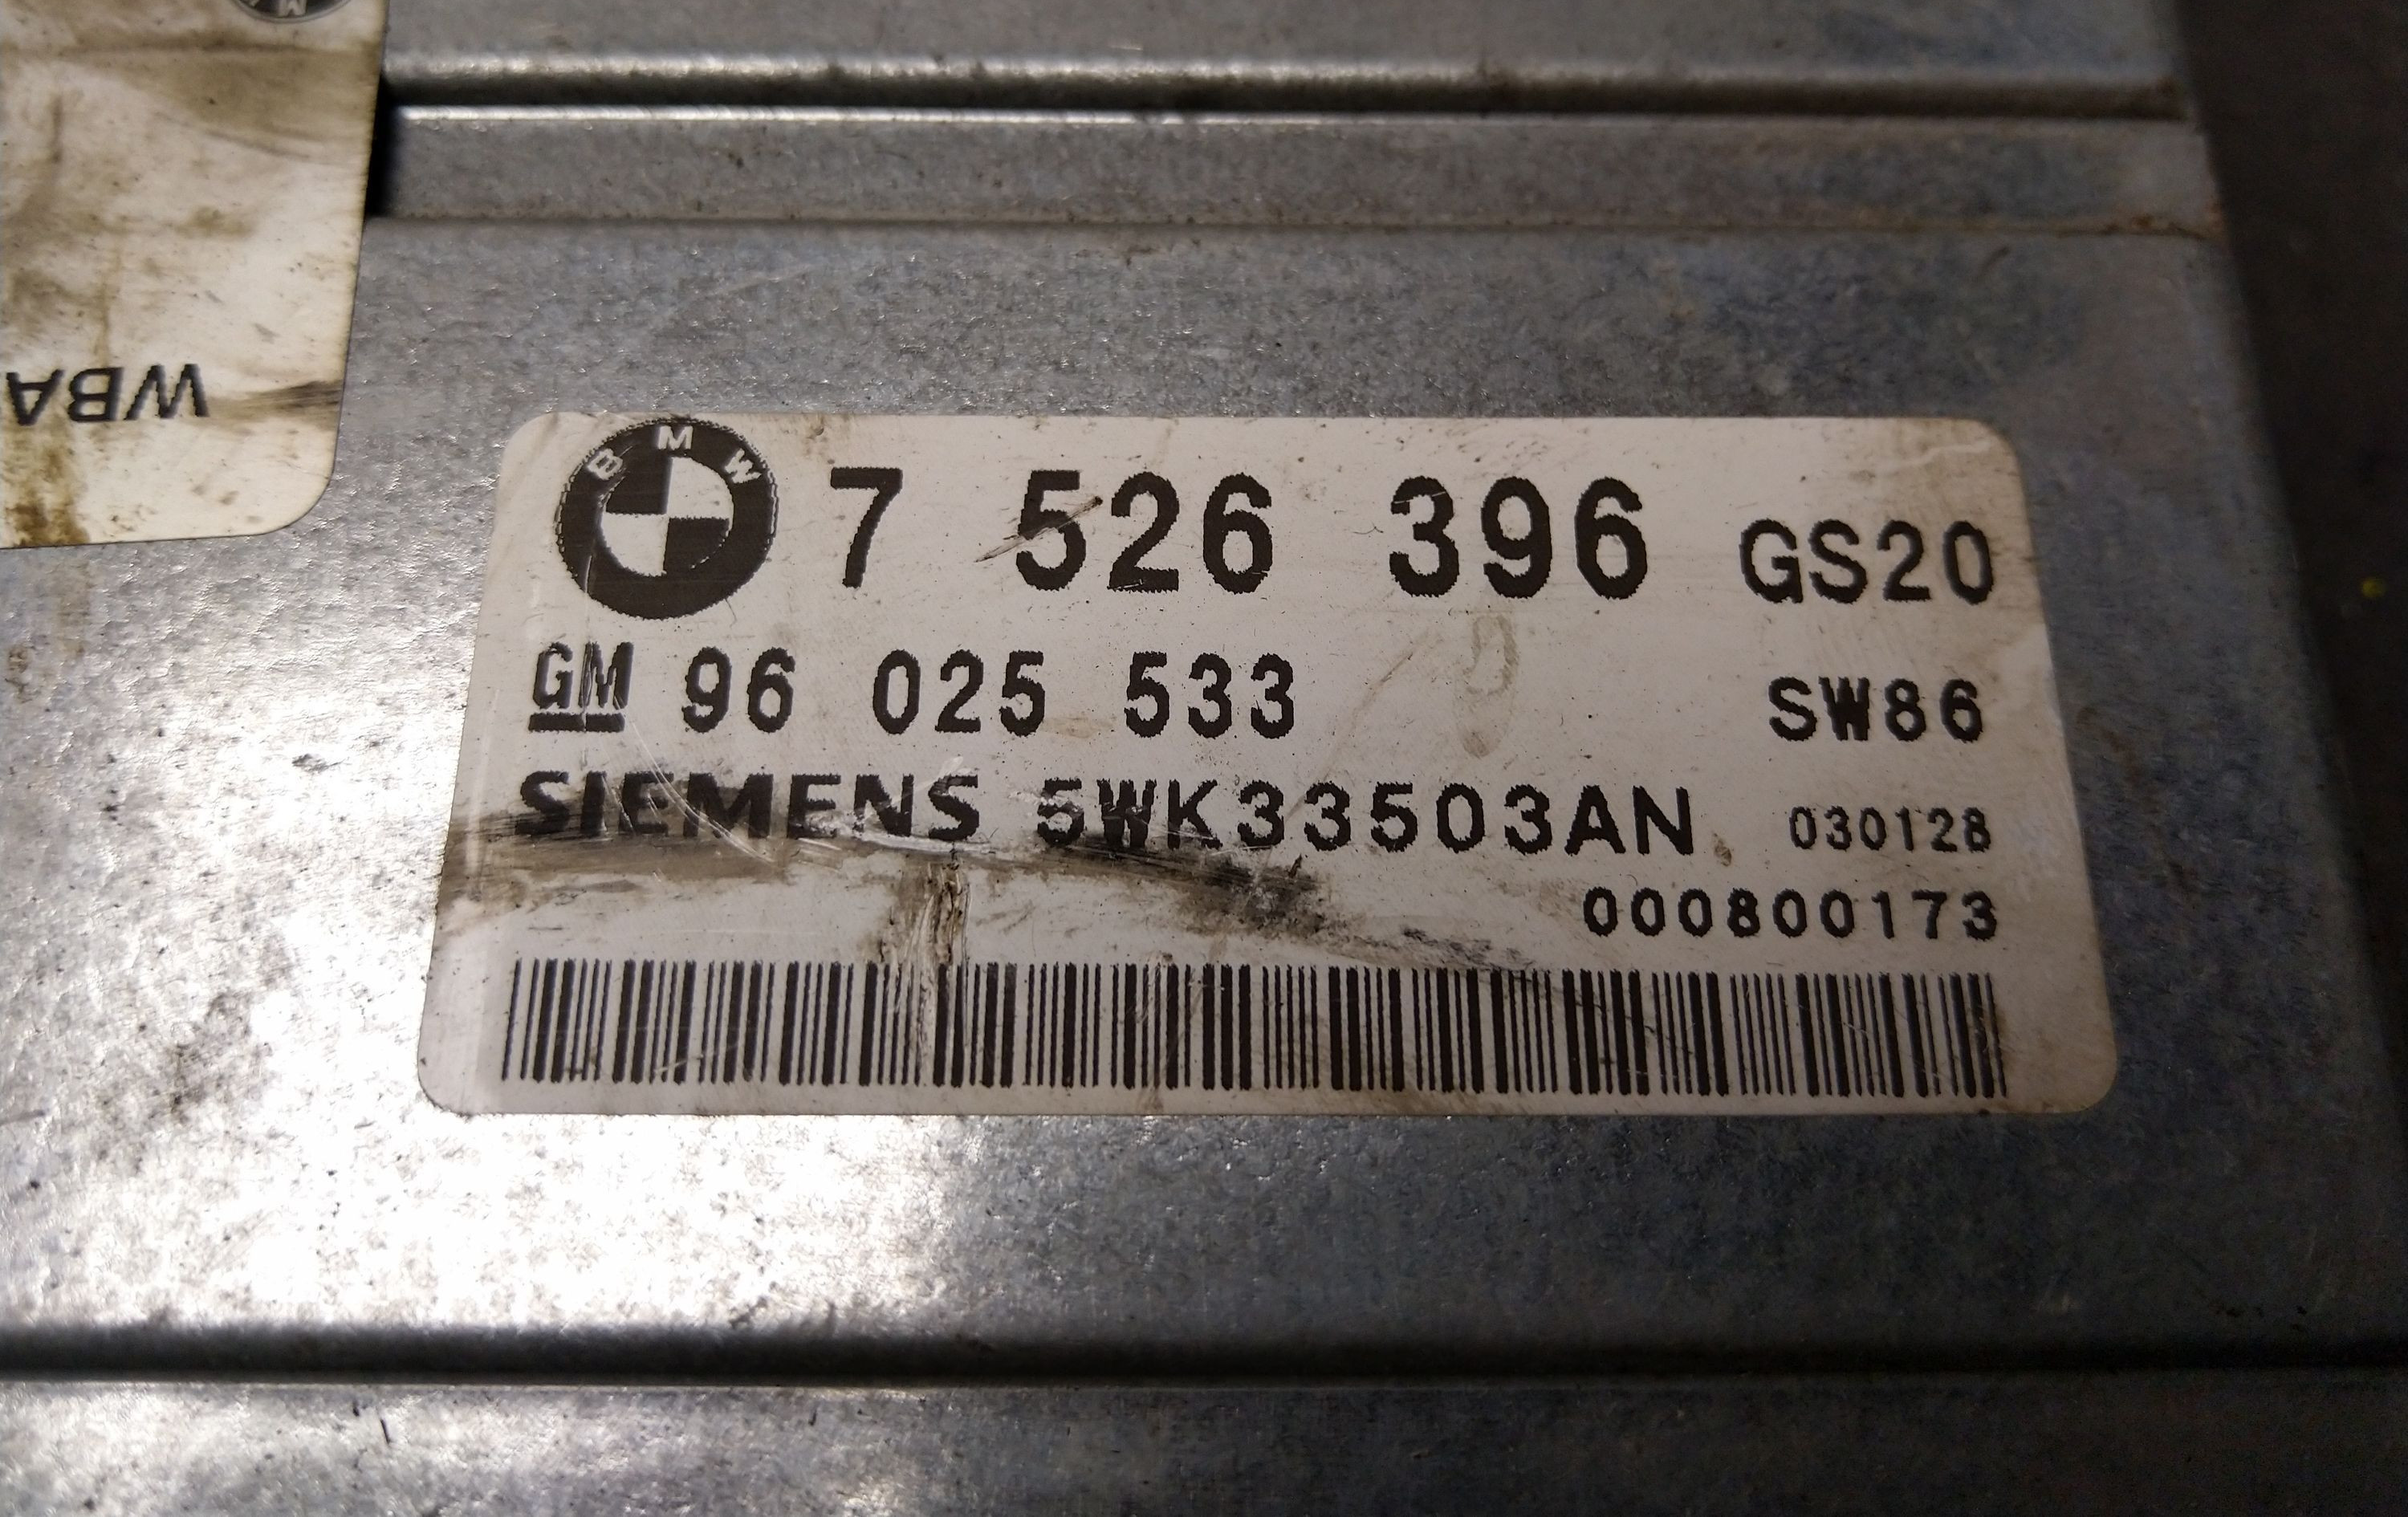 WBA
BMW 7 526 396 GS20
GM 96 025 533 SW86
SIEMENS 5WK33503AN 030128
000800173